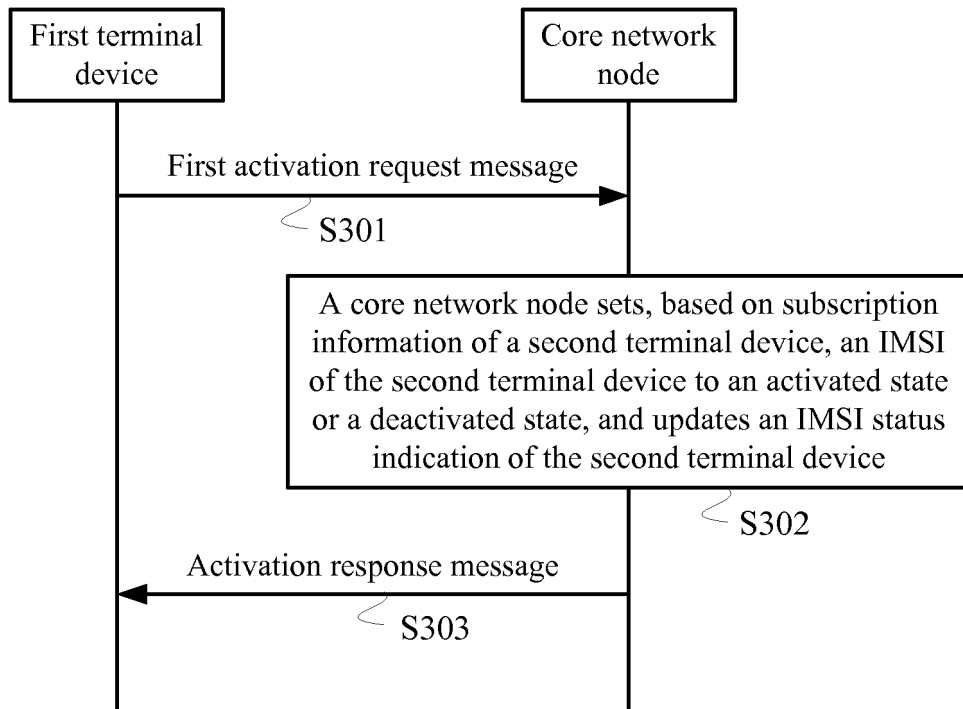 First terminal
device
Core network
node
First activation request message
S301
A core network node sets, based on subscription
information of a second terminal device, an IMSI
of the second terminal device to an activated state
or a deactivated state, and updates an IMSI status
indication of the second terminal device
S302
Activation response message
S303